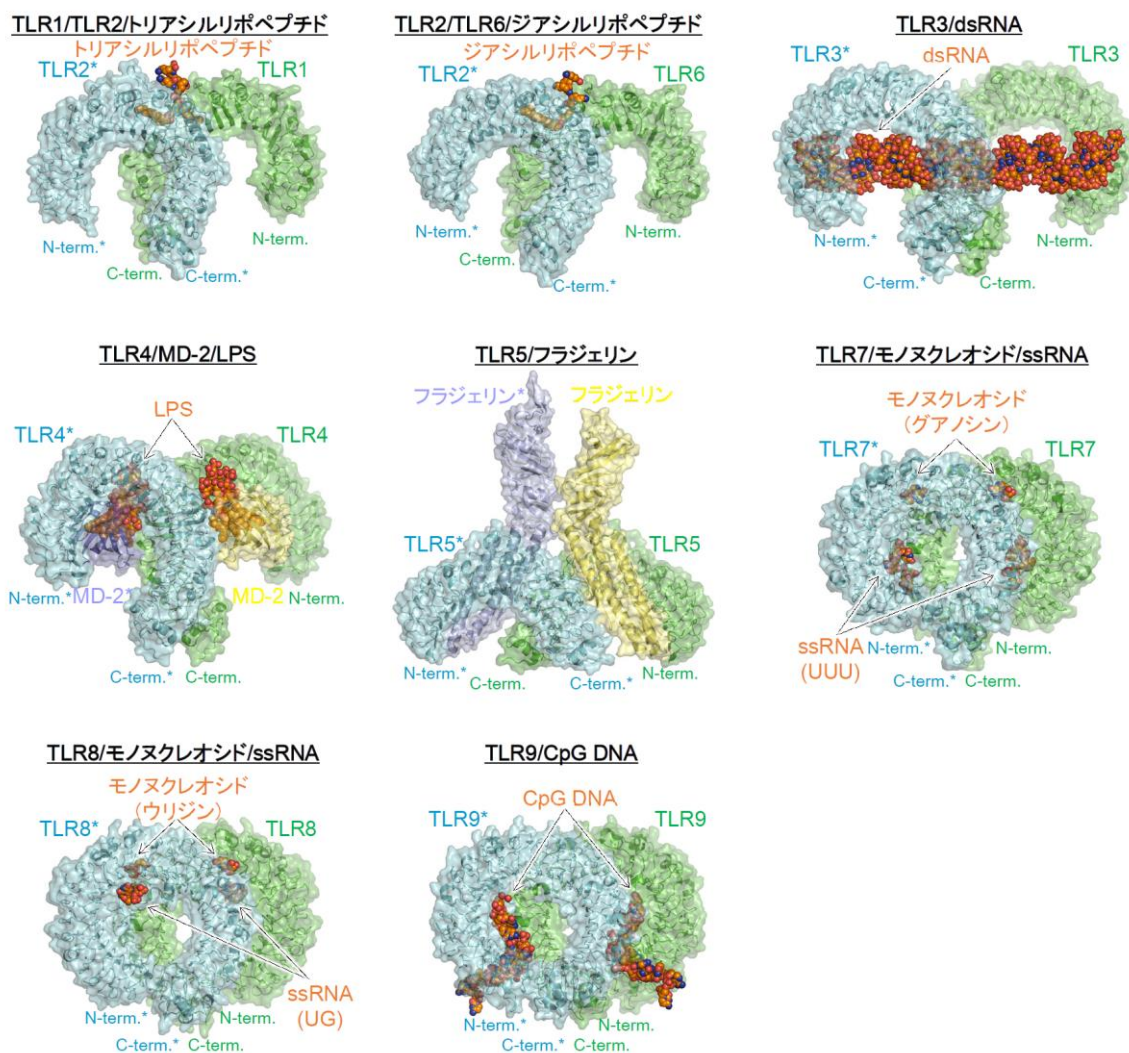 TLR1/TLR2/トリアシルリポペプチド
トリアシルリポペプチド
TLR2*
TLR1
N-term.*
N-term.
C-term.
C-term.*
TLR2/TLR6/ジアシルリポペプチド
ジアシルリポペプチド
TLR2*
TLR6
N-term.*
N-term.
C-term.
C-term.*
TLR3/dsRNA
dsRNA
TLR3*
TLR3
N-term.*
N-term.
C-term.*
C-term.
TLR4/MD-2/LPS
LPS
TLR4*
TLR4
N-term.*
MD-2*
MD-2
N-term.
C-term.*
C-term.
TLR5/フラジェリン
フラジェリン*
フラジェリン
TLR5*
TLR5
N-term.*
C-term.
C-term.*
N-term.
TLR7/モノヌクレオシド/ssRNA
モノヌクレオシド
(グアノシン)
TLR7*
TLR7
ssRNA
(UUU)
N-term.*
N-term.
C-term.*
C-term.
TLR8/モノヌクレオシド/ssRNA
モノヌクレオシド
(ウリジン)
TLR8*
TLR8
ssRNA
(UG)
N-term.*
N-term.
C-term.*
C-term.
TLR9/CpG DNA
CpG DNA
TLR9*
TLR9
N-term.*
N-term.
C-term.*
C-term.